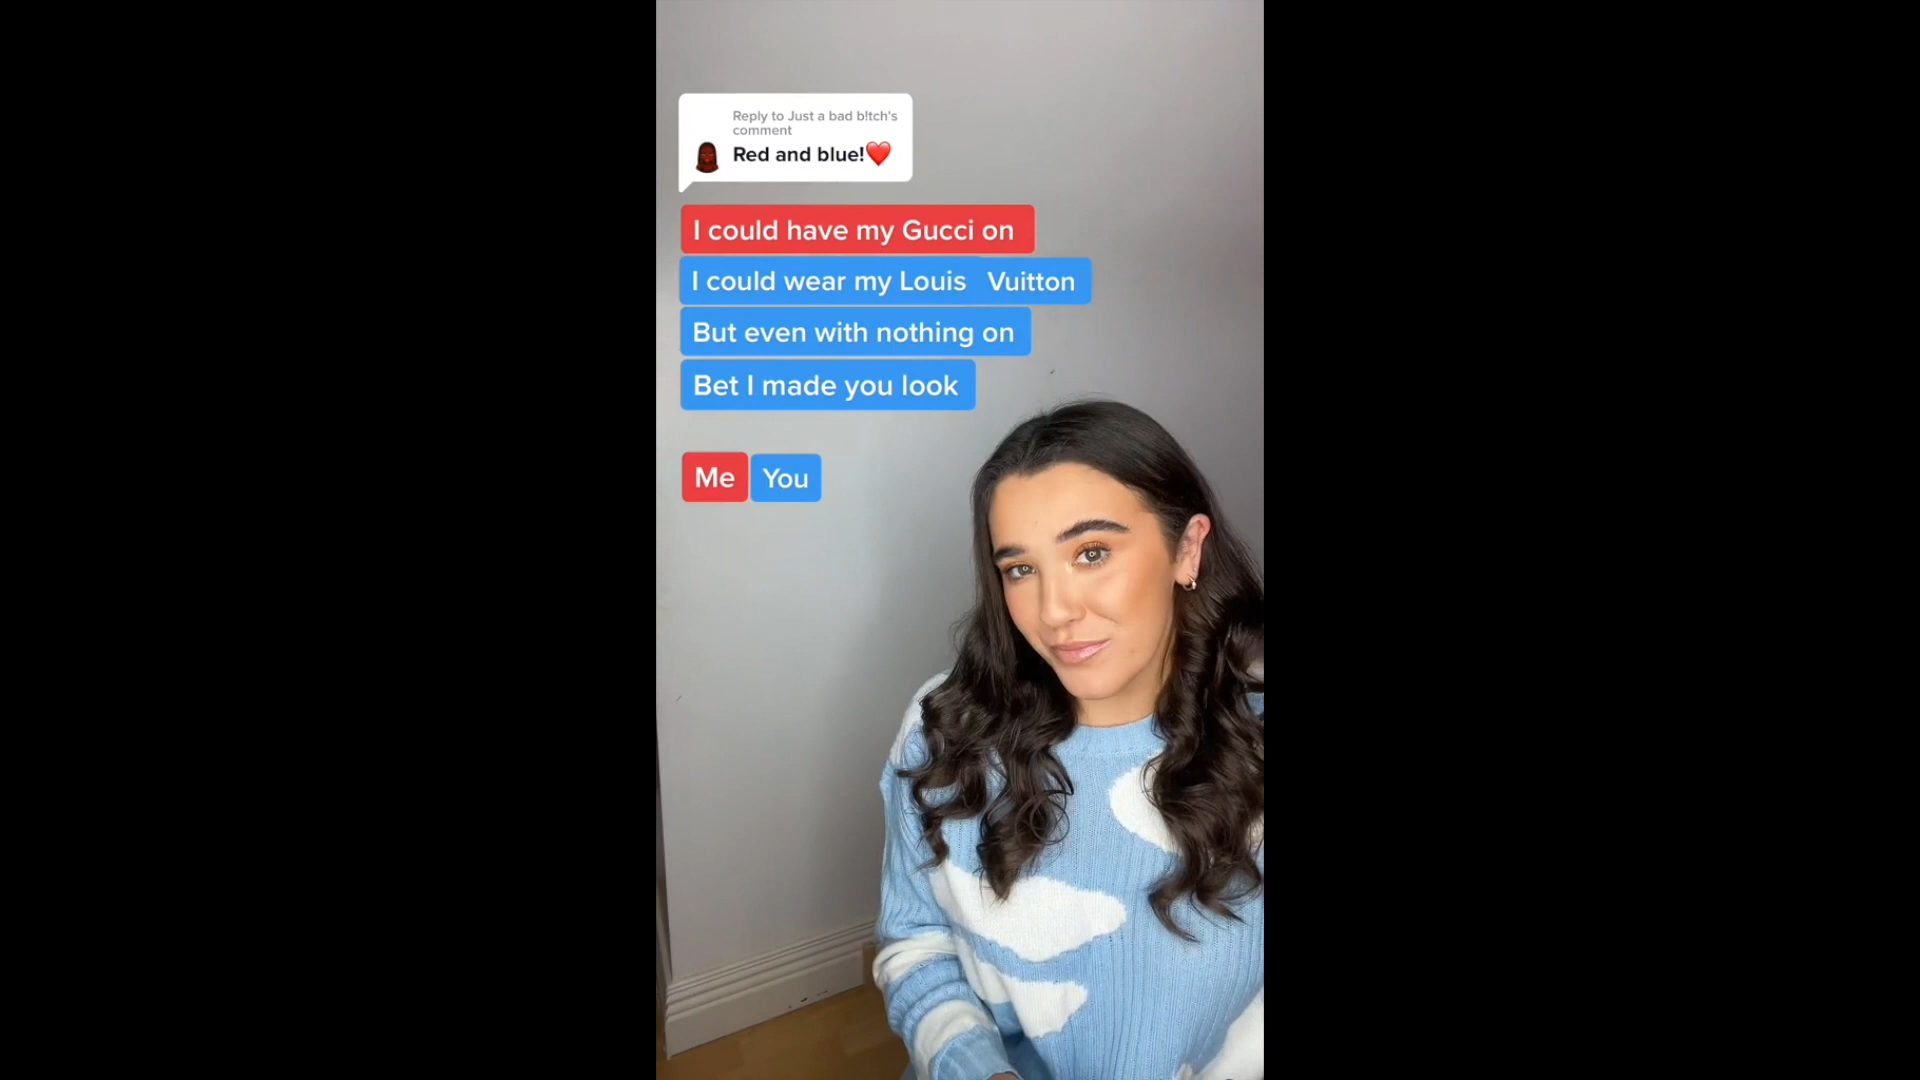 Reply to Just a bad b!tch's
comment
Red and blue!❤️
I could have my Gucci on
I could wear my Louis Vuitton
But even with nothing on
Bet I made you look
Me You